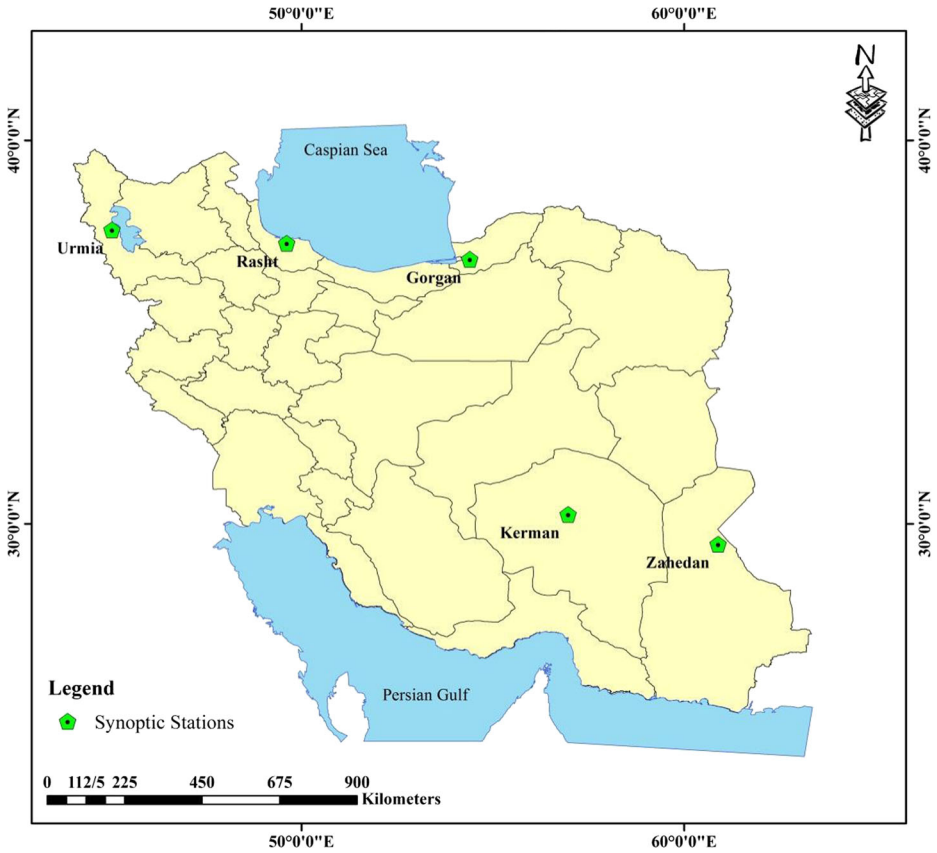 50°0'0"E 60°0'0"E
N
40°0'0"N 40°0'0"N
Caspian Sea
Urmia
Rasht
Gorgan
30°0'0"N 30°0'0"N
Kerman
Zahedan
Legend
Persian Gulf
Synoptic Stations
0 112/5 225 450 675 900
Kilometers
50°0'0"E 60°0'0"E